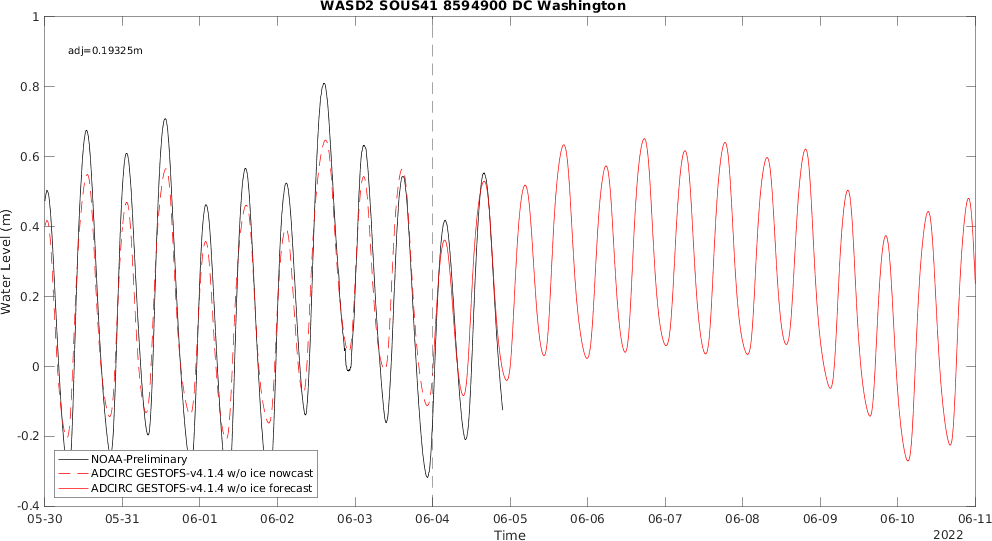 WASD2 SOUS41 8594900 DC Washington
adj=0.19325m
Water Level (m)
1
0.8
0.6
0.4
0.2
0
-0.2
-0.4
NOAA-Preliminary
ADCIRC GESTOFS-v4.1.4 w/o ice nowcast
ADCIRC GESTOFS-v4.1.4 w/o ice forecast
05-30 05-31 06-01 06-02 06-03 06-04 06-05 06-06 06-07 06-08 06-09 06-10 06-11
Time
2022